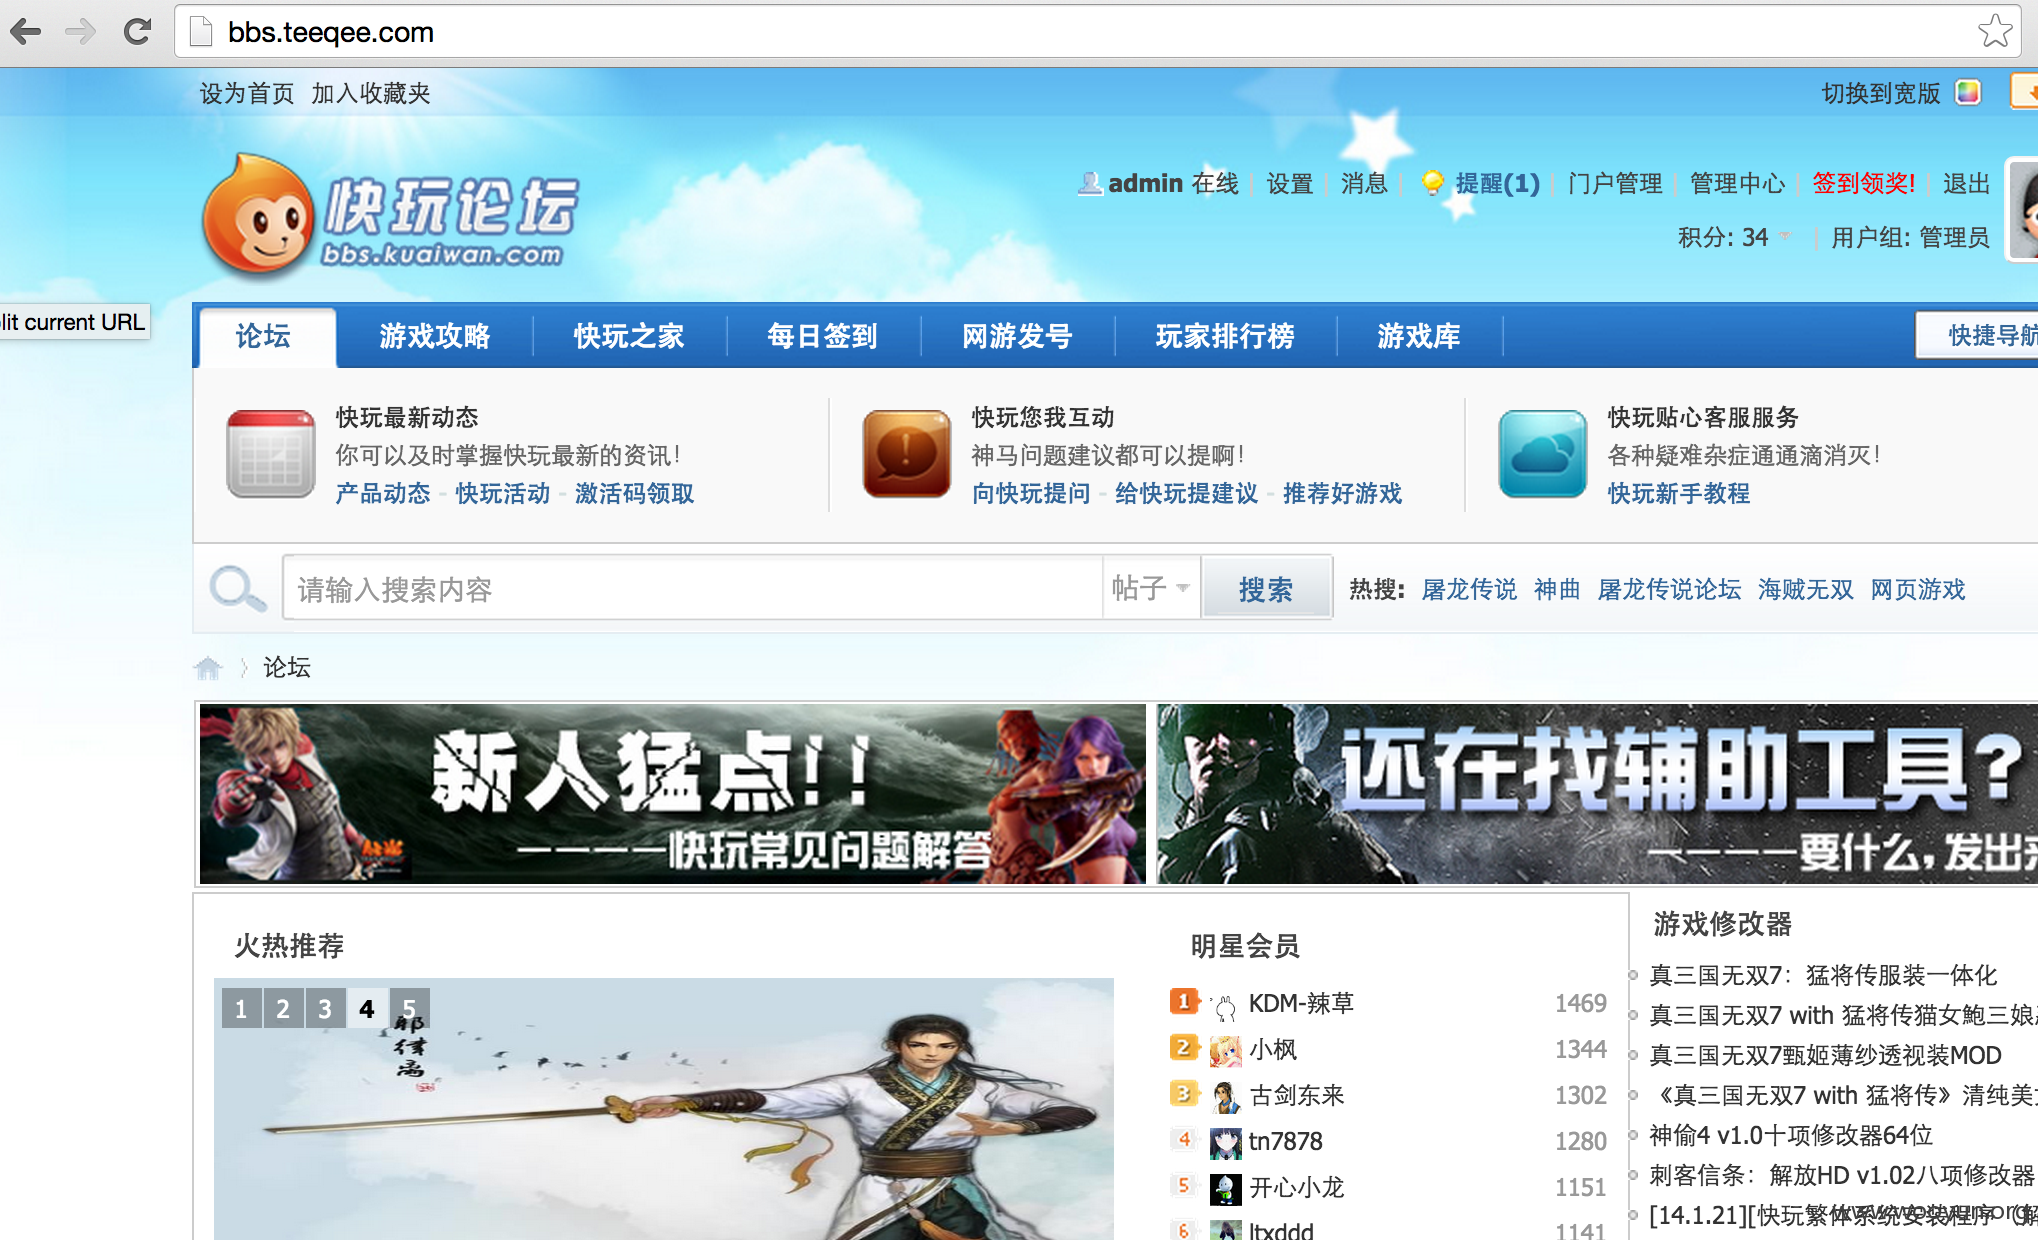 bbs.teeqee.com
设为首页 加入收藏夹
切换到宽版
快玩论坛
bbs.kuaiwan.com
admin 在线 设置 消息 提醒(1) 门户管理 管理中心 签到领奖! 退出
积分: 34 用户组: 管理员
lit current URL
论坛 游戏攻略 快玩之家 每日签到 网游发号 玩家排行榜 游戏库 快捷导航
快玩最新动态
你可以及时掌握快玩最新的资讯！
产品动态 - 快玩活动 - 激活码领取
快玩您我互动
神马问题建议都可以提啊！
向快玩提问 - 给快玩提建议 - 推荐好游戏
快玩贴心客服服务
各种疑难杂症通通滴消灭！
快玩新手教程
请输入搜索内容 帖子 搜索 热搜: 屠龙传说 神曲 屠龙传说论坛 海贼无双 网页游戏
论坛
新人猛点!!
————快玩常见问题解答
还在找辅助工具?
————要什么,发出来
火热推荐
1 2 3 4 5
耶律离
明星会员
1 KDM-辣草 1469
2 小枫 1344
3 古剑东来 1302
4 tn7878 1280
5 开心小龙 1151
6 ltxddd 1141
游戏修改器
真三国无双7：猛将传服装一体化
真三国无双7 with 猛将传猫女鲍三娘
真三国无双7甄姬薄纱透视装MOD
《真三国无双7 with 猛将传》清纯美
神偷4 v1.0十项修改器64位
刺客信条：解放HD v1.02八项修改器
[14.1.21][快玩繁体系统安装程序
www.wooyun.org